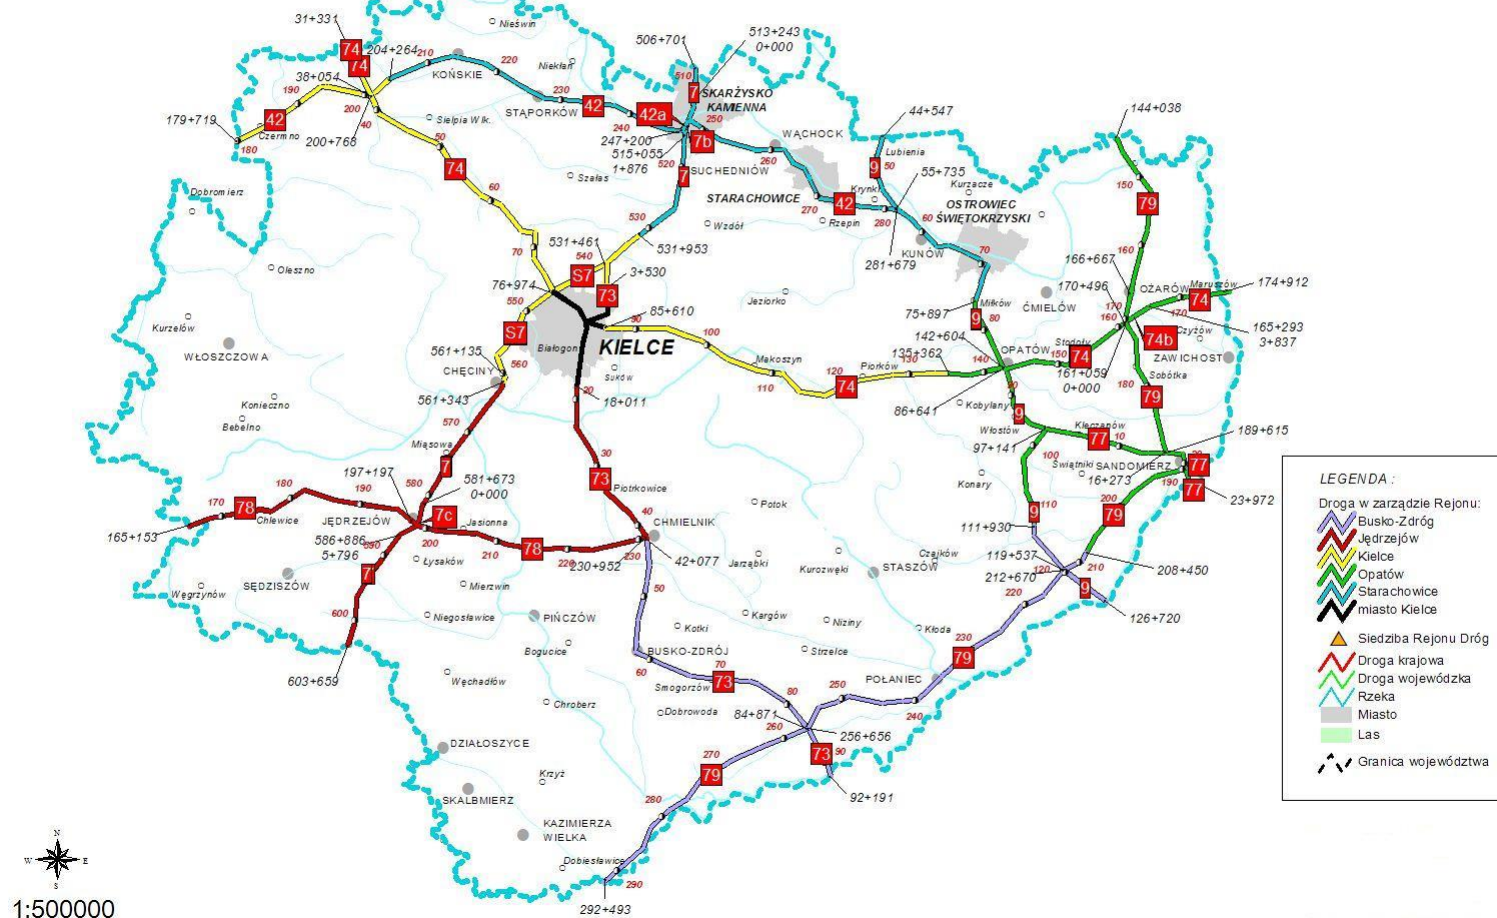 Nieświn
31+331
513+243
0+000
506+701
74
74
204+264
210
220
KOŃSKIE
Niekłań
38+054
190
510
7
SKARŻYSKO
KAMIENNA
230
STĄPORKÓW
42
42a
250
44+547
144+038
179+719
42
Czermno
180
200
40
Sielpia Wlk.
200+768
240
247+200
7b
515+055
1+876
WĄCHOCK
260
50
520
SUCHEDNIÓW
7
Lubienia
9
50
55+735
74
Szałas
Krynki
Kurzacze
150
79
Dobromierz
60
STARACHOWICE
270
42
OSTROWIEC
ŚWIĘTOKRZYSKI
530
Wzdół
Rzepin
280
60
KUNÓW
70
531+461
531+953
281+679
160
70
540
166+667
Oleszno
S7
3+530
170+496
OŻARÓW
Maruszów
174+912
76+974
73
Jeziorko
ĆMIELÓW
74
550
85+610
75+897
Miłków
170
160
170
165+293
3+837
Kurzelów
S7
90
100
9
80
142+604
74b
Czyżów
WŁOSZCZOWA
Białogon
KIELCE
OPATÓW
Stodoły
150
74
ZAWICHOST
561+135
560
Makoszyn
Piorków
130
135+362
140
161+059
0+000
Sobótka
CHĘCINY
Suków
120
110
74
180
561+343
20
18+011
86+641
Kobylany
79
Konieczno
Bebelno
570
9
Włostów
Kleczanów
77
10
189+615
Miąsowa
30
97+141
100
Świątniki
SANDOMIERZ
77
197+197
7
581+673
0+000
73
Piotrkowice
Konary
16+273
190
77
180
190
580
170
78
Potok
110
200
23+972
Chlewice
JĘDRZEJÓW
7c
Jasionna
40
CHMIELNIK
9
79
165+153
586+886
5+796
200
210
78
111+930
Łysaków
220
230
230+952
42+077
Jarząbki
Czajków
119+537
120
210
208+450
SĘDZISZÓW
7
Mierzwin
Kurozwęki
STASZÓW
212+670
9
Węgrzynów
50
220
600
Niegosławice
PIŃCZÓW
Kargów
126+720
Kotki
Niziny
Kłoda
230
Bogucice
BUSKO-ZDRÓJ
Strzelce
79
603+659
60
70
Węchadłów
Smogorzów
73
POŁANIEC
80
250
Chroberz
Dobrowoda
84+871
240
260
256+656
DZIAŁOSZYCE
270
73
90
79
Krzyż
92+191
SKALBMIERZ
280
KAZIMIERZA
WIELKA
Dobiesławice
290
292+493
LEGENDA :
Droga w zarządzie Rejonu:
Busko-Zdróg
Jędrzejów
Kielce
Opatów
Starachowice
miasto Kielce
Siedziba Rejonu Dróg
Droga krajowa
Droga wojewódzka
Rzeka
Miasto
Las
Granica województwa
N
W
E
S
1:500000